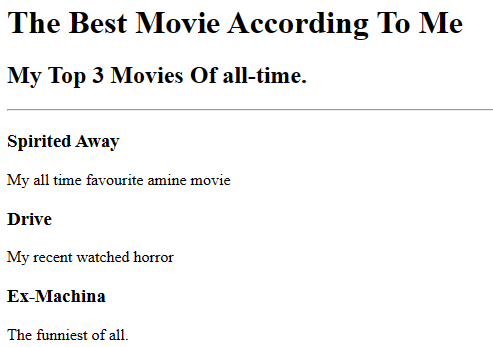 The Best Movie According To Me
My Top 3 Movies Of all-time.
Spirited Away
My all time favourite amine movie
Drive
My recent watched horror
Ex-Machina
The funniest of all.